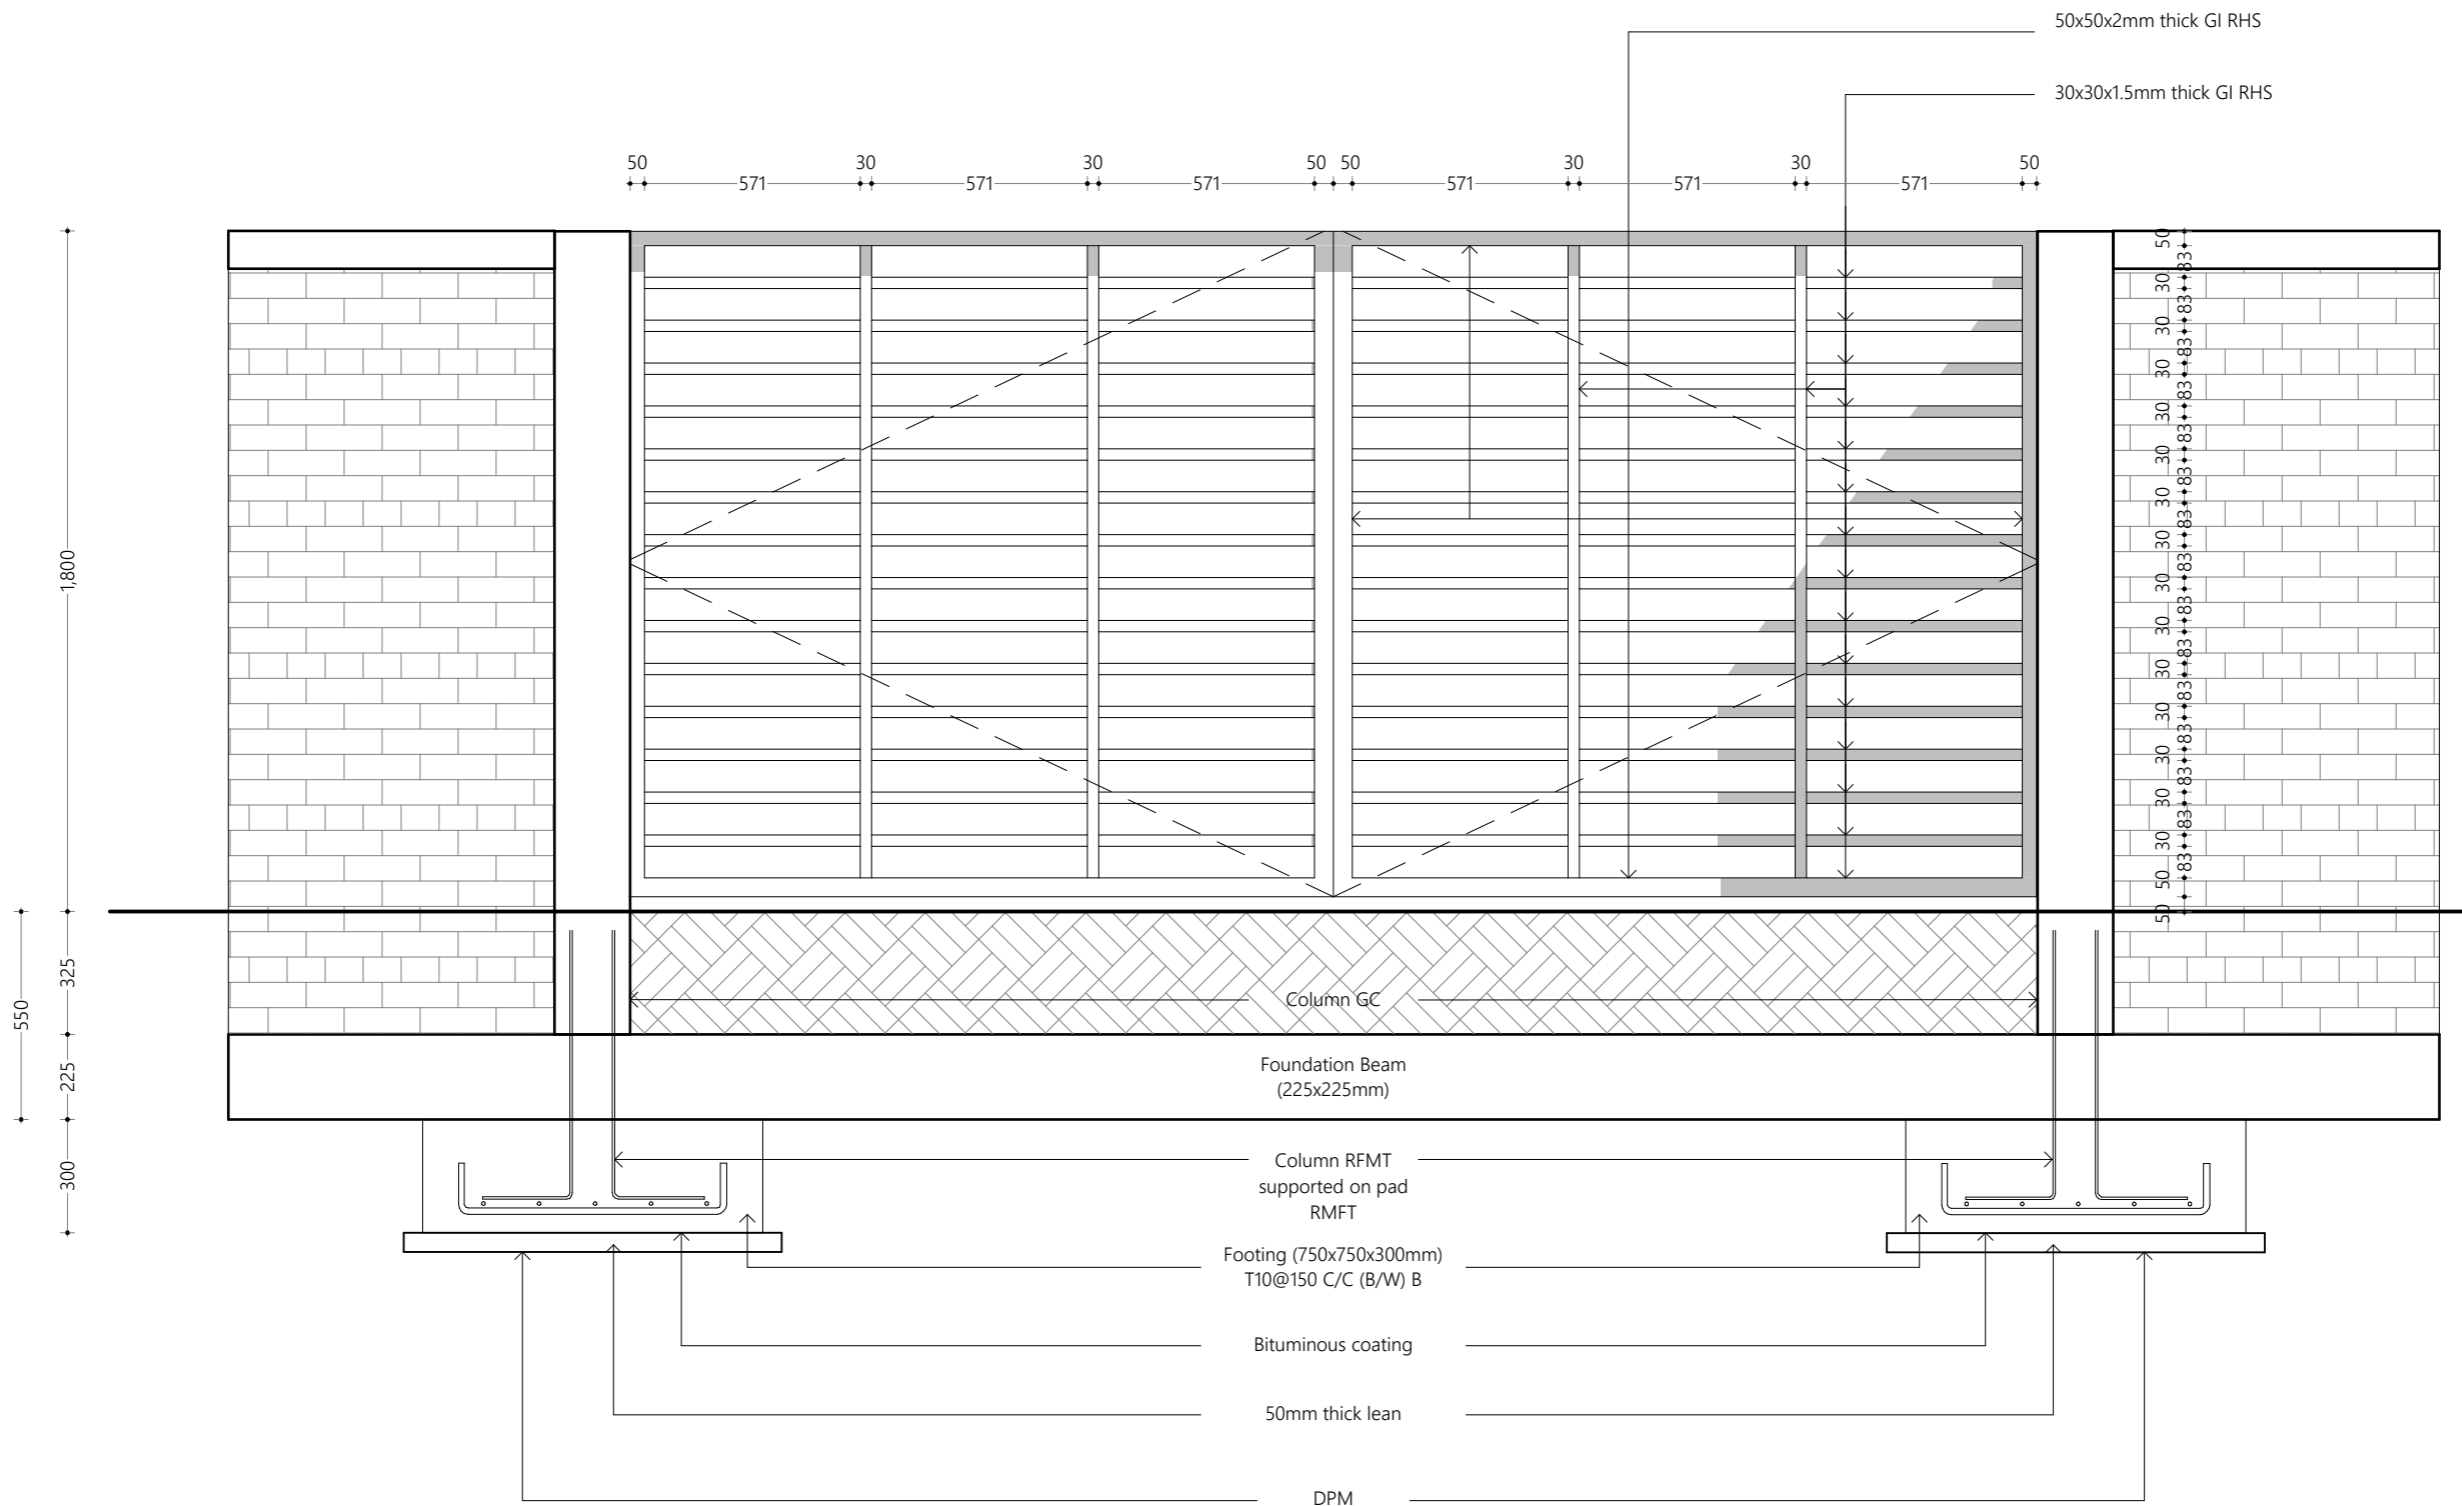 50x50x2mm thick GI RHS
30x30x1.5mm thick GI RHS
50 30 30 50 50 30 30 50
571 571 571 571 571 571
1,800
550
325
225
300
50
83
30
83
30
83
30
83
30
83
30
83
30
83
30
83
30
83
30
83
30
83
30
83
30
83
30
83
30
83
50
50
Column GC
Foundation Beam
(225x225mm)
Column RFMT
supported on pad
RMFT
Footing (750x750x300mm)
T10@150 C/C (B/W) B
Bituminous coating
50mm thick lean
DPM